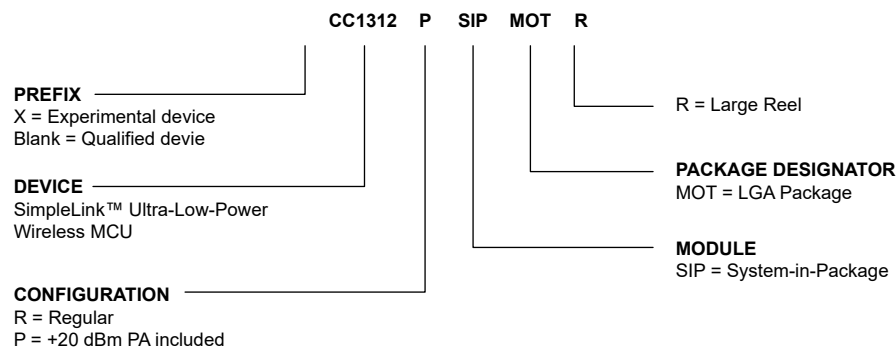 CC1312 P SIP MOT R
PREFIX
X = Experimental device
Blank = Qualified devie
DEVICE
SimpleLink™ Ultra-Low-Power
Wireless MCU
CONFIGURATION
R = Regular
P = +20 dBm PA included
R = Large Reel
PACKAGE DESIGNATOR
MOT = LGA Package
MODULE
SIP = System-in-Package